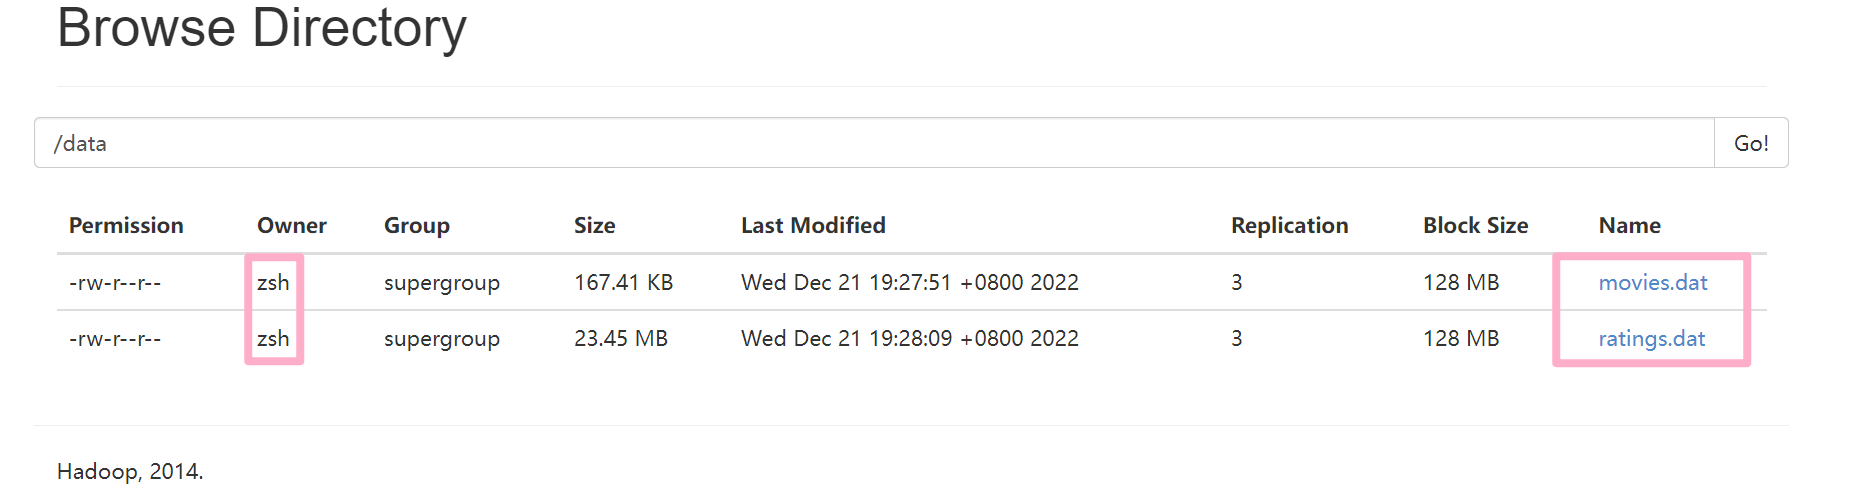 Browse Directory
/data Go!
Permission Owner Group Size Last Modified Replication Block Size Name
-rw-r--r-- zsh supergroup 167.41 KB Wed Dec 21 19:27:51 +0800 2022 3 128 MB movies.dat
-rw-r--r-- zsh supergroup 23.45 MB Wed Dec 21 19:28:09 +0800 2022 3 128 MB ratings.dat
Hadoop, 2014.